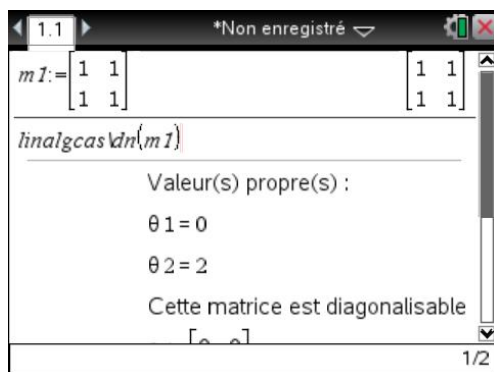 1.1 *Non enregistré
m1:=[1 1 [1 1
1 1] 1 1]
linalgcas\dn(m1)
Valeur(s) propre(s) :
θ1=0
θ2=2
Cette matrice est diagonalisable
1/2